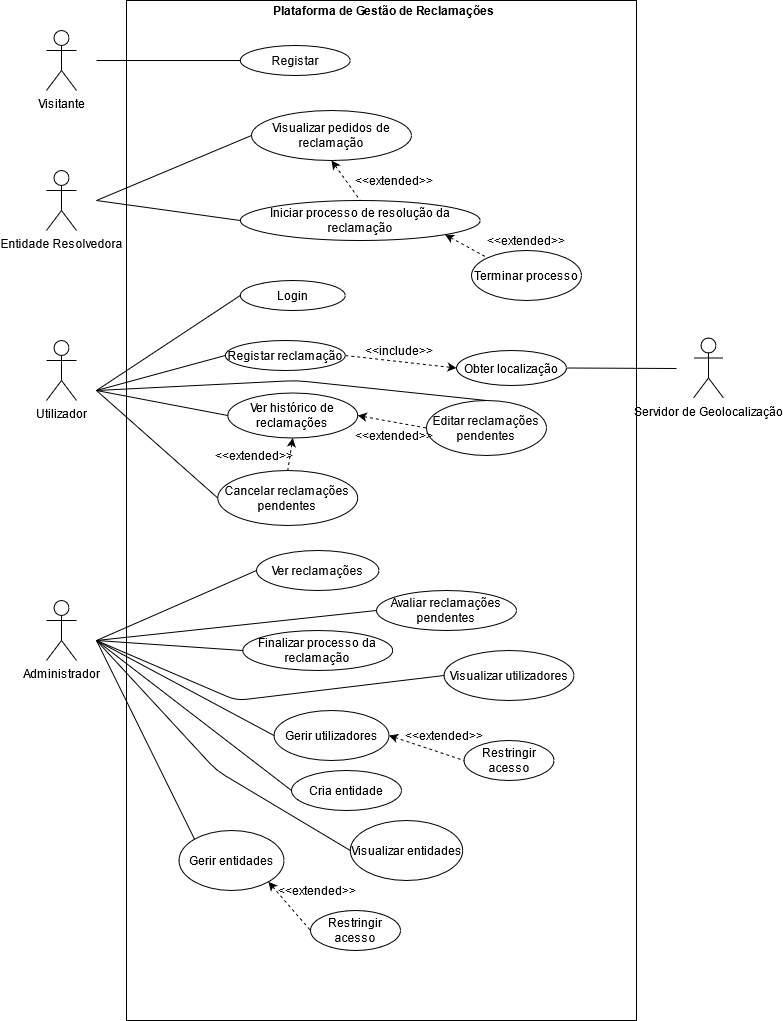 Plataforma de Gestão de Reclamações
Visitante
Registar
Visualizar pedidos de
reclamação
<<extended>>
Entidade Resolvedora
Iniciar processo de resolução da
reclamação
<<extended>>
Terminar processo
Login
Utilizador
Registar reclamação
<<include>>
Obter localização
Servidor de Geolocalização
Ver histórico de
reclamações
<<extended>>
Editar reclamações
pendentes
<<extended>>
Cancelar reclamações
pendentes
Ver reclamações
Avaliar reclamações
pendentes
Administrador
Finalizar processo da
reclamação
Visualizar utilizadores
Gerir utilizadores
<<extended>>
Restringir
acesso
Cria entidade
Visualizar entidades
Gerir entidades
<<extended>>
Restringir
acesso